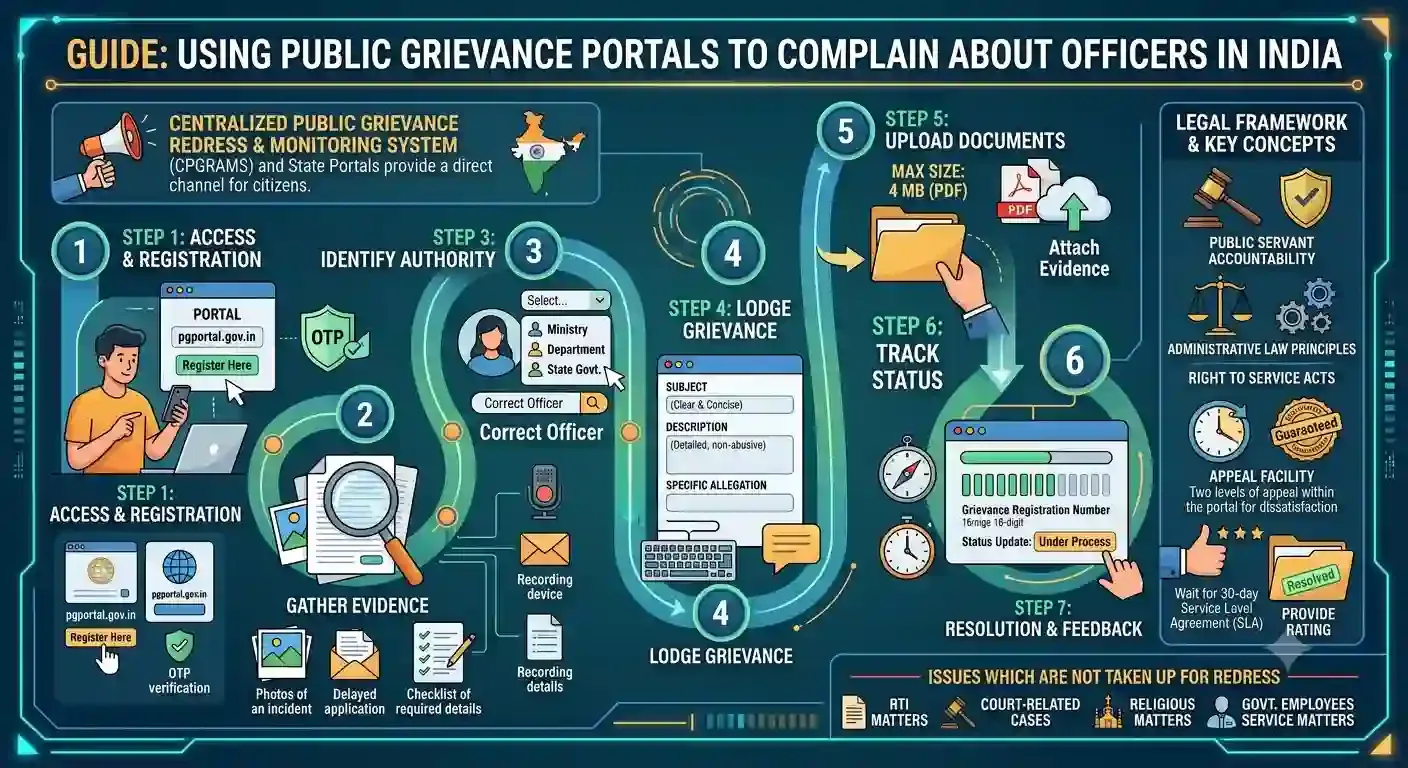 GUIDE: USING PUBLIC GRIEVANCE PORTALS TO COMPLAIN ABOUT OFFICERS IN INDIA
CENTRALIZED PUBLIC GRIEVANCE
REDRESS & MONITORING SYSTEM
(CPGRAMS) and State Portals provide a direct
channel for citizens.
1
STEP 1: ACCESS
& REGISTRATION
PORTAL
pgportal.gov.in
Register Here
OTP
STEP 1:
ACCESS & REGISTRATION
pgportal.gov.in
Register Here
pgportal.gov.in
OTP
verification
2
GATHER EVIDENCE
Photos of
an incident
Delayed
application
Checklist of
required details
Recording
device
Recording
details
STEP 3:
IDENTIFY AUTHORITY
3
Select...
Ministry
Department
State Govt.
Correct Officer
Correct Officer
4
STEP 4: LODGE
GRIEVANCE
SUBJECT
(Clear & Concise)
DESCRIPTION
(Detailed, non-abusive)
SPECIFIC ALLEGATION
4
LODGE GRIEVANCE
5
STEP 5:
UPLOAD DOCUMENTS
MAX SIZE:
4 MB (PDF)
PDF
Attach
Evidence
STEP 6:
TRACK
STATUS
6
Grievance Registration Number
16-digit
Status Update: Under Process
STEP 7:
RESOLUTION & FEEDBACK
LEGAL FRAMEWORK
& KEY CONCEPTS
PUBLIC SERVANT
ACCOUNTABILITY
ADMINISTRATIVE LAW PRINCIPLES
RIGHT TO SERVICE ACTS
Guaranteed
APPEAL FACILITY
Two levels of appeal within
the portal for dissatisfaction
Wait for 30-day
Service Level
Agreement (SLA)
Resolved
PROVIDE
RATING
ISSUES WHICH ARE NOT TAKEN UP FOR REDRESS
RTI
MATTERS
COURT-RELATED
CASES
RELIGIOUS
MATTERS
GOVT. EMPLOYEES
SERVICE MATTERS